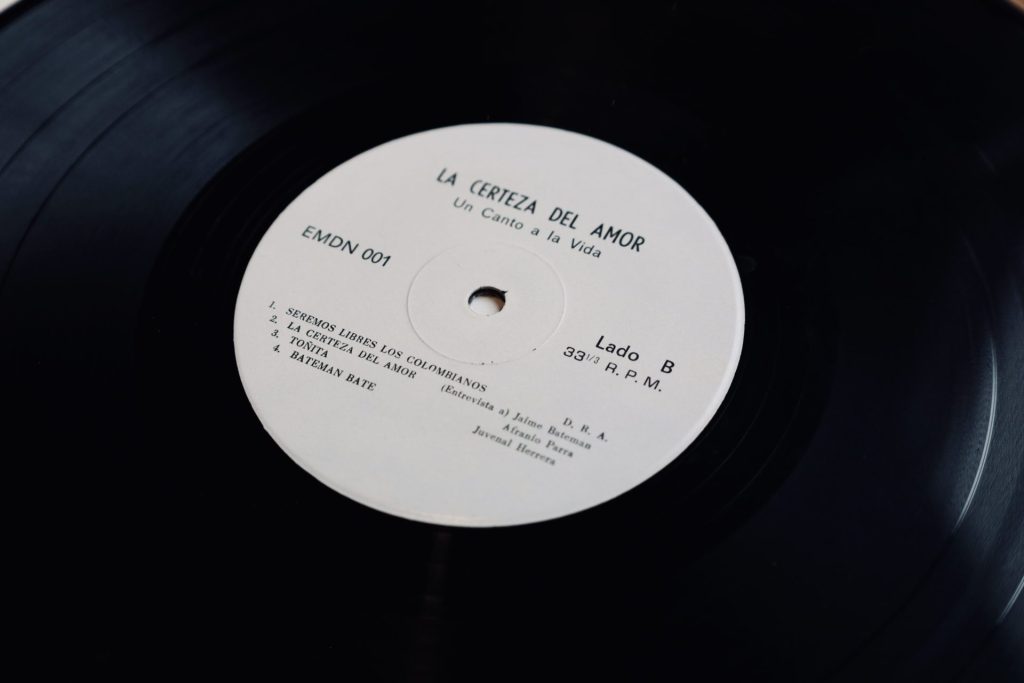 LA CERTEZA DEL AMOR
Un Canto a la Vida
EMDN 001
Lado B
33 1/3 R. P. M.
1. SEREMOS LIBRES LOS COLOMBIANOS D. R. A.
2. LA CERTEZA DEL AMOR (Entrevista a) Jaime Bateman
3. TOÑITA Afranio Parra
4. BATEMAN BATE Juvenal Herrera